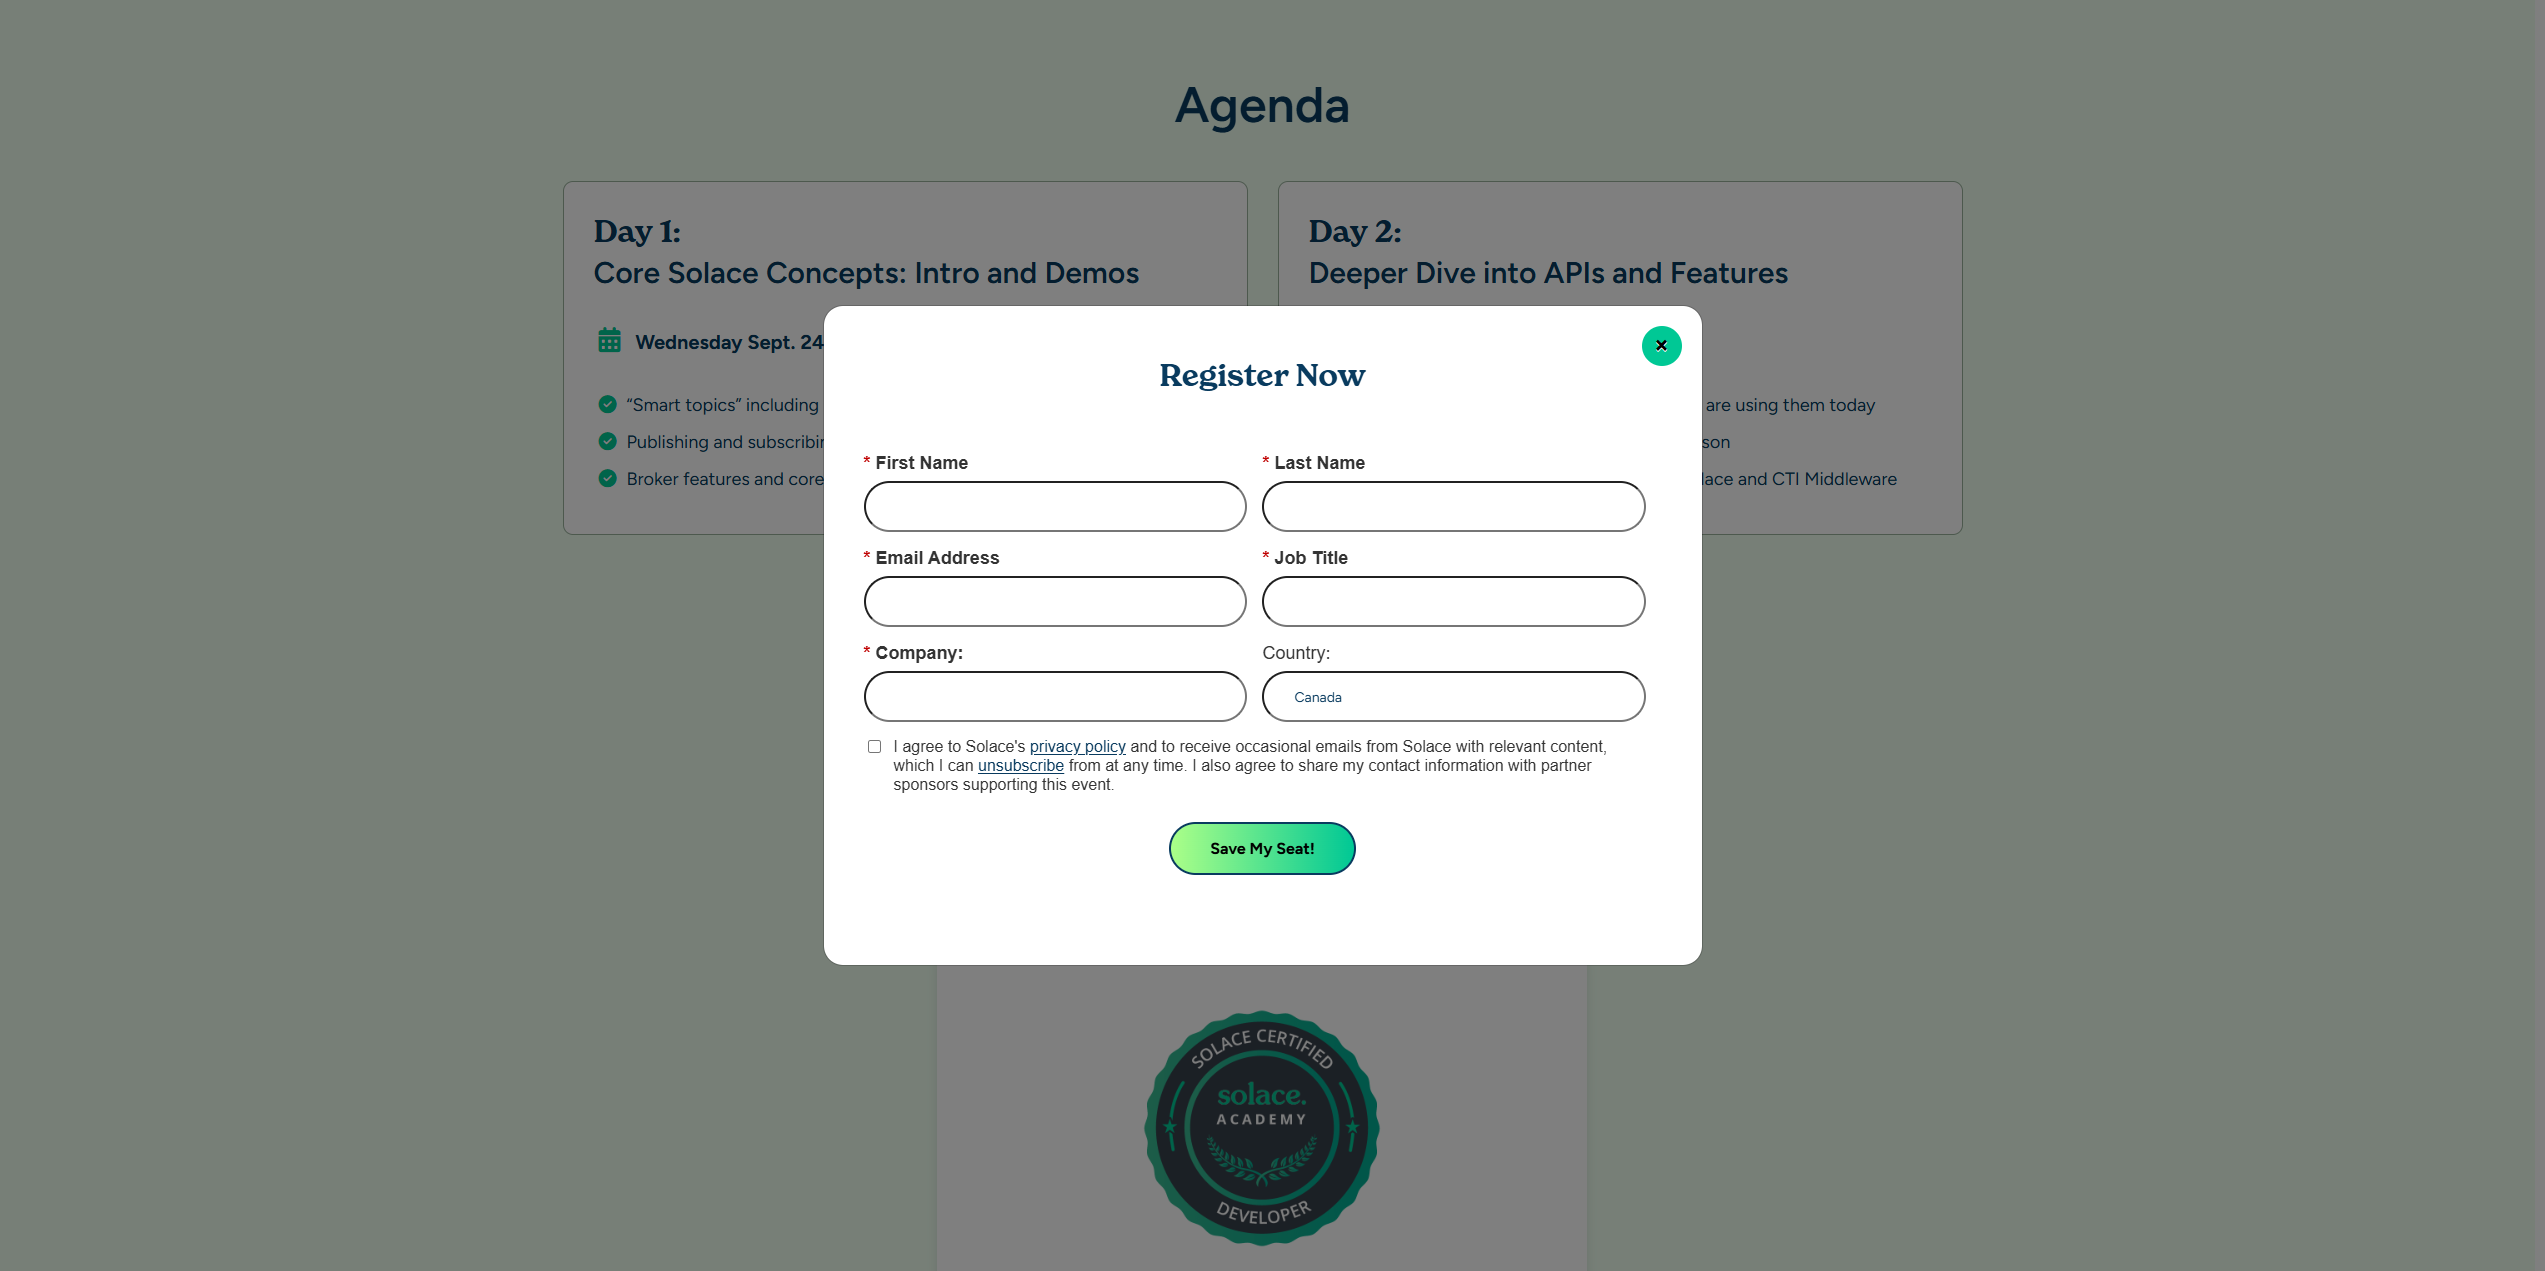 Agenda
Day 1:
Core Solace Concepts: Intro and Demos
Wednesday Sept. 24
“Smart topics” including
Publishing and subscribin
Broker features and core
Day 2:
Deeper Dive into APIs and Features
are using them today
son
lace and CTI Middleware
×
Register Now
* First Name
* Last Name
* Email Address
* Job Title
* Company:
Country:
Canada
I agree to Solace's privacy policy and to receive occasional emails from Solace with relevant content,
which I can unsubscribe from at any time. I also agree to share my contact information with partner
sponsors supporting this event.
Save My Seat!
SOLACE CERTIFIED
solace.
ACADEMY
DEVELOPER